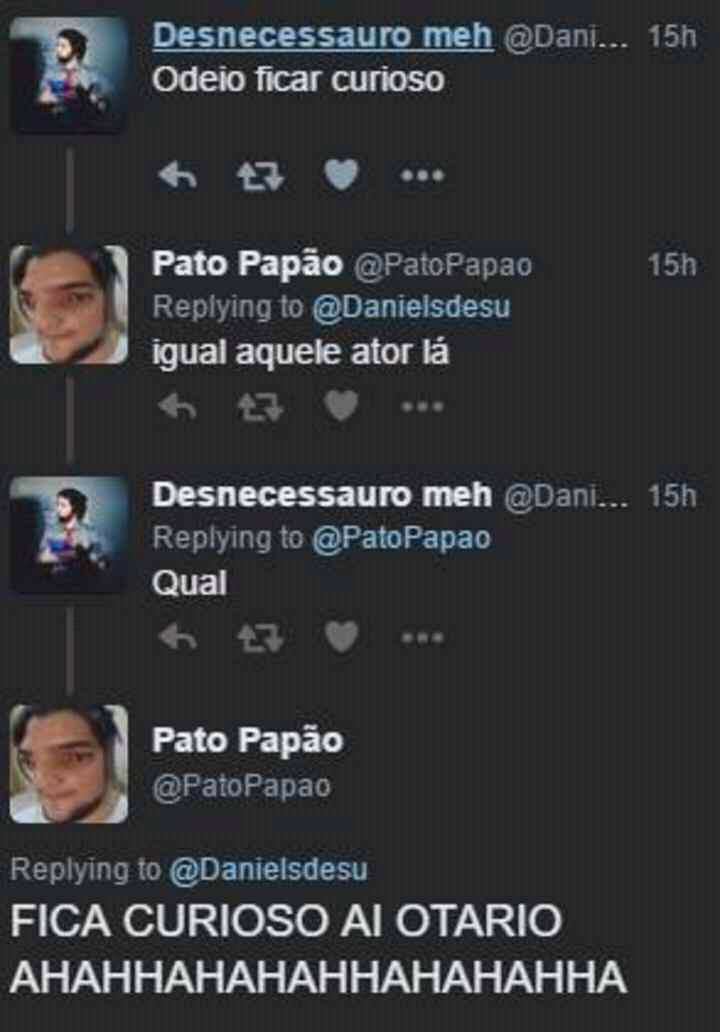 Desnecessauro meh @Dani... 15h
Odeio ficar curioso
Pato Papão @PatoPapao 15h
Replying to @Danielsdesu
igual aquele ator lá
Desnecessauro meh @Dani... 15h
Replying to @PatoPapao
Qual
Pato Papão
@PatoPapao
Replying to @Danielsdesu
FICA CURIOSO AI OTARIO
AHAHHAHAHAHHAHAHAHHA